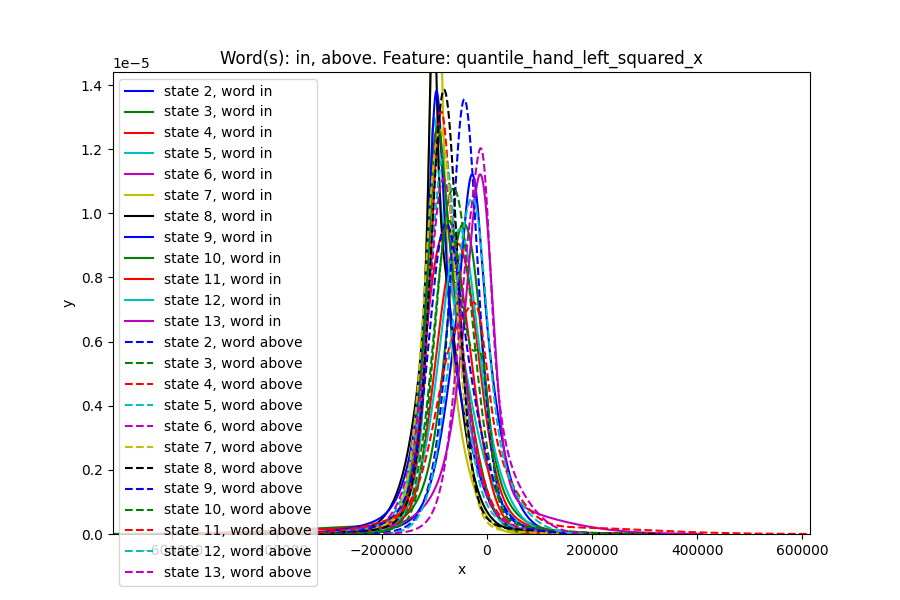 Word(s): in, above. Feature: quantile_hand_left_squared_x
1e−5
1.4
1.2
1.0
0.8
0.6
0.4
0.2
0.0
y
state 2, word in
state 3, word in
state 4, word in
state 5, word in
state 6, word in
state 7, word in
state 8, word in
state 9, word in
state 10, word in
state 11, word in
state 12, word in
state 13, word in
state 2, word above
state 3, word above
state 4, word above
state 5, word above
state 6, word above
state 7, word above
state 8, word above
state 9, word above
state 10, word above
state 11, word above
state 12, word above
state 13, word above
−200000 0 200000 400000 600000
x